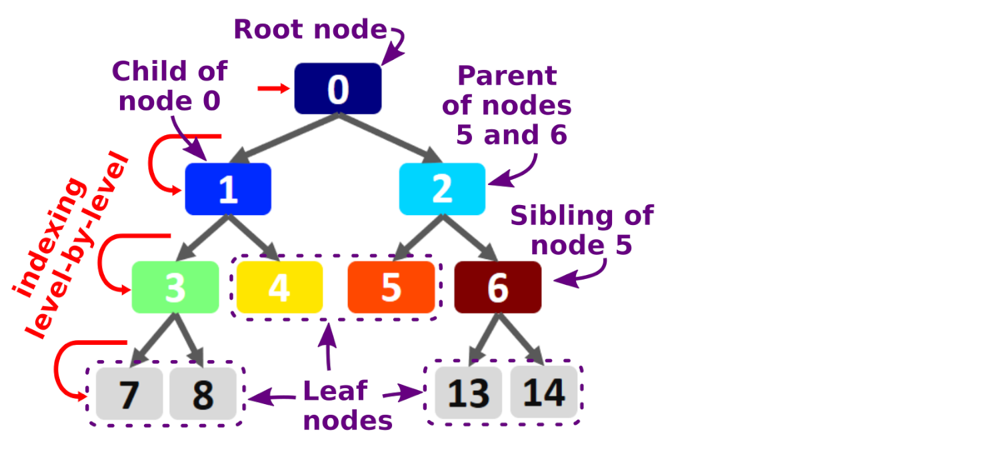 Root node
Child of
node 0
0
Parent
of nodes
5 and 6
indexing
level-by-level
1
2
Sibling of
node 5
3
4
5
6
7
8
Leaf
nodes
13
14